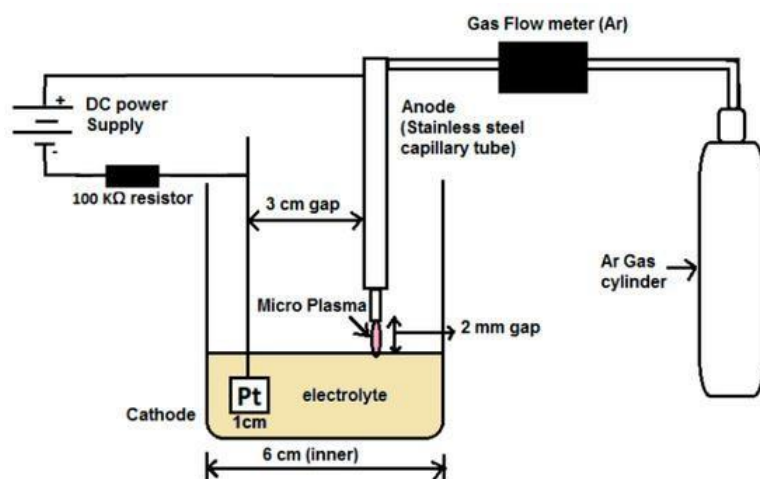 Gas Flow meter (Ar)
+
DC power
Supply
-
Anode
(Stainless steel
capillary tube)
100 KΩ resistor
3 cm gap
Ar Gas
cylinder
Micro Plasma
2 mm gap
Pt
electrolyte
Cathode
1cm
6 cm (inner)